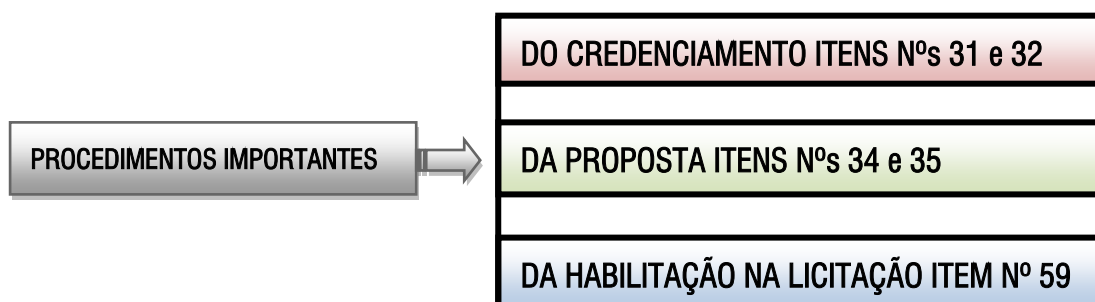 DO CREDENCIAMENTO ITENS Nºs 31 e 32
PROCEDIMENTOS IMPORTANTES
DA PROPOSTA ITENS Nºs 34 e 35
DA HABILITAÇÃO NA LICITAÇÃO ITEM Nº 59